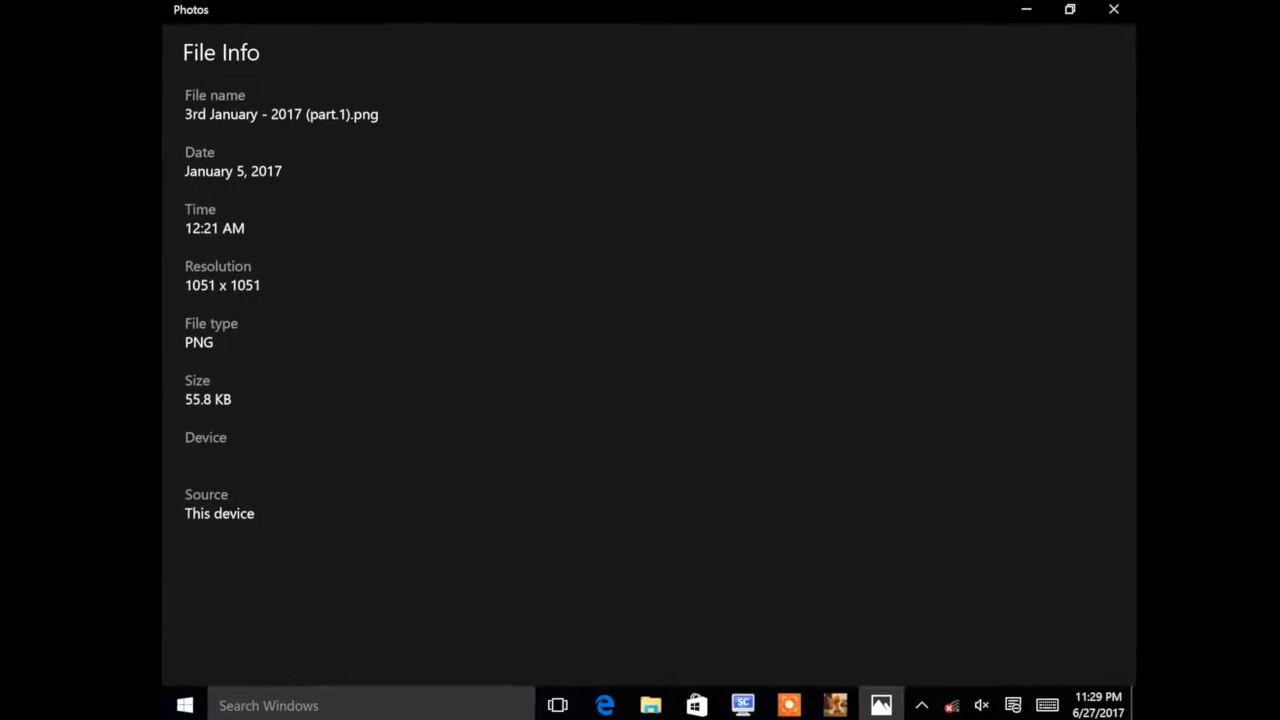 Photos
File Info
File name
3rd January - 2017 (part.1).png
Date
January 5, 2017
Time
12:21 AM
Resolution
1051 x 1051
File type
PNG
Size
55.8 KB
Device
Source
This device
Search Windows
SC
11:29 PM
6/27/2017